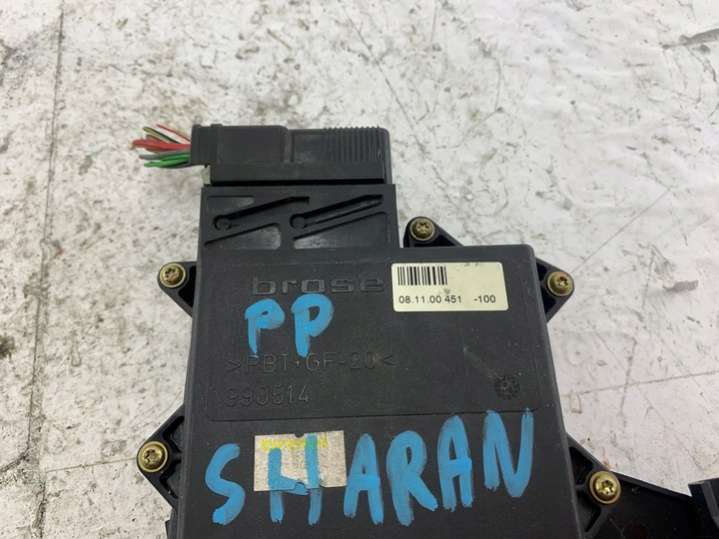 brose
08.11.00 451 -100
PP
>PBT-GF-20<
990514
SHARAN